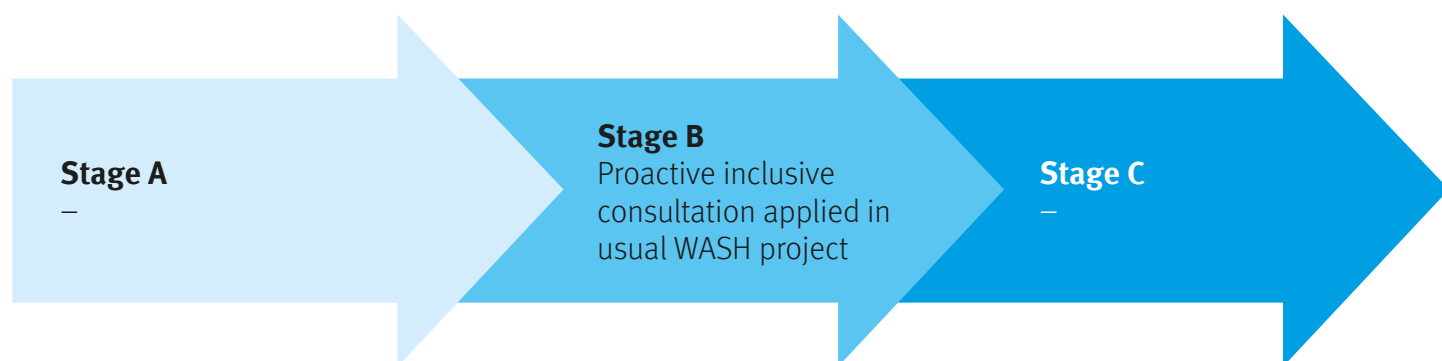 Stage A
–
Stage B
Proactive inclusive
consultation applied in
usual WASH project
Stage C
–